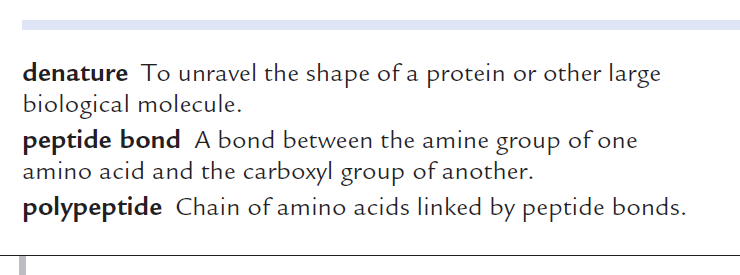 denature To unravel the shape of a protein or other large
biological molecule.
peptide bond A bond between the amine group of one
amino acid and the carboxyl group of another.
polypeptide Chain of amino acids linked by peptide bonds.